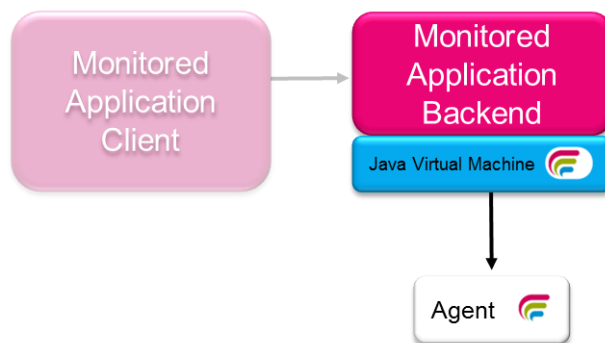 Monitored
Application
Client
Monitored
Application
Backend
Java Virtual Machine
Agent